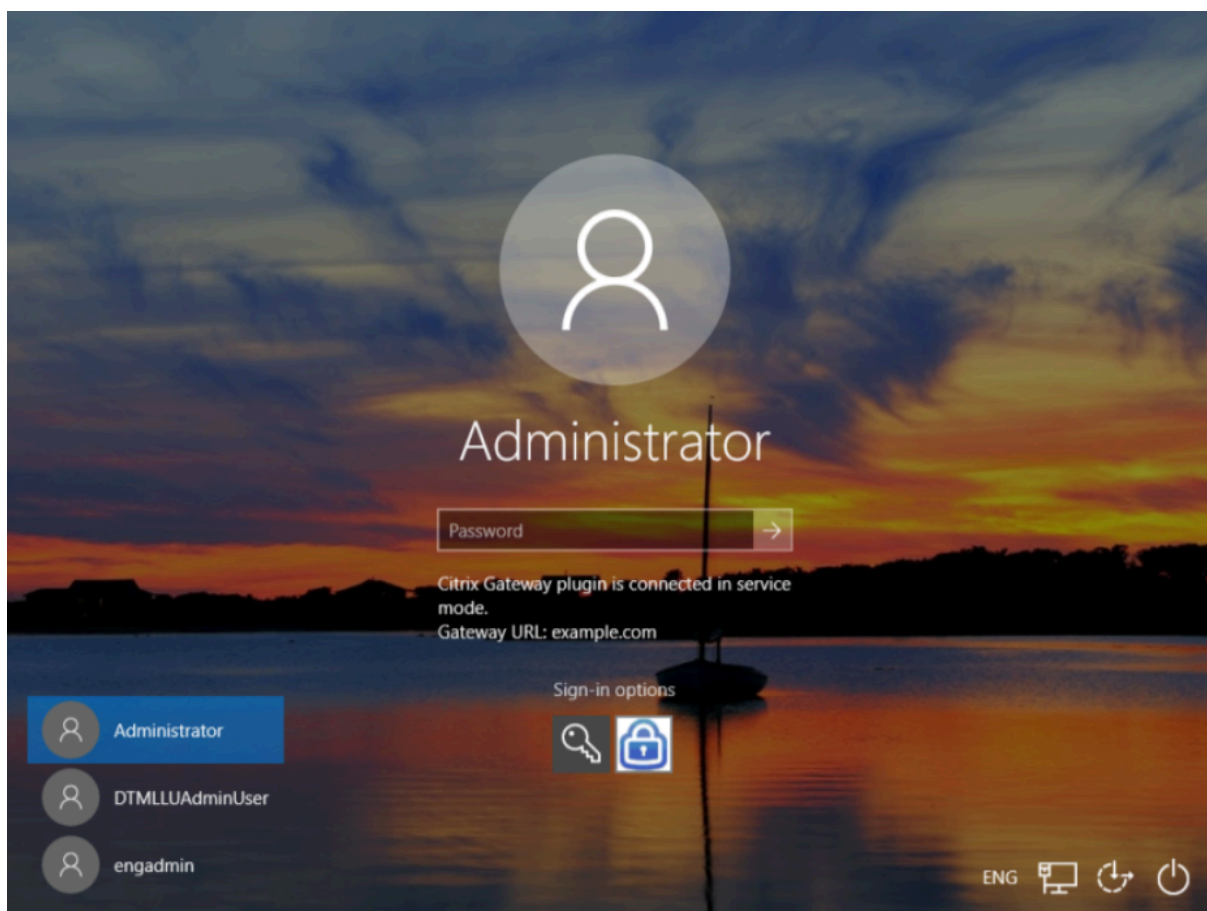 Administrator
Password
Citrix Gateway plugin is connected in service
mode.
Gateway URL: example.com
Sign-in options
Administrator
DTMLLUAdminUser
engadmin
ENG